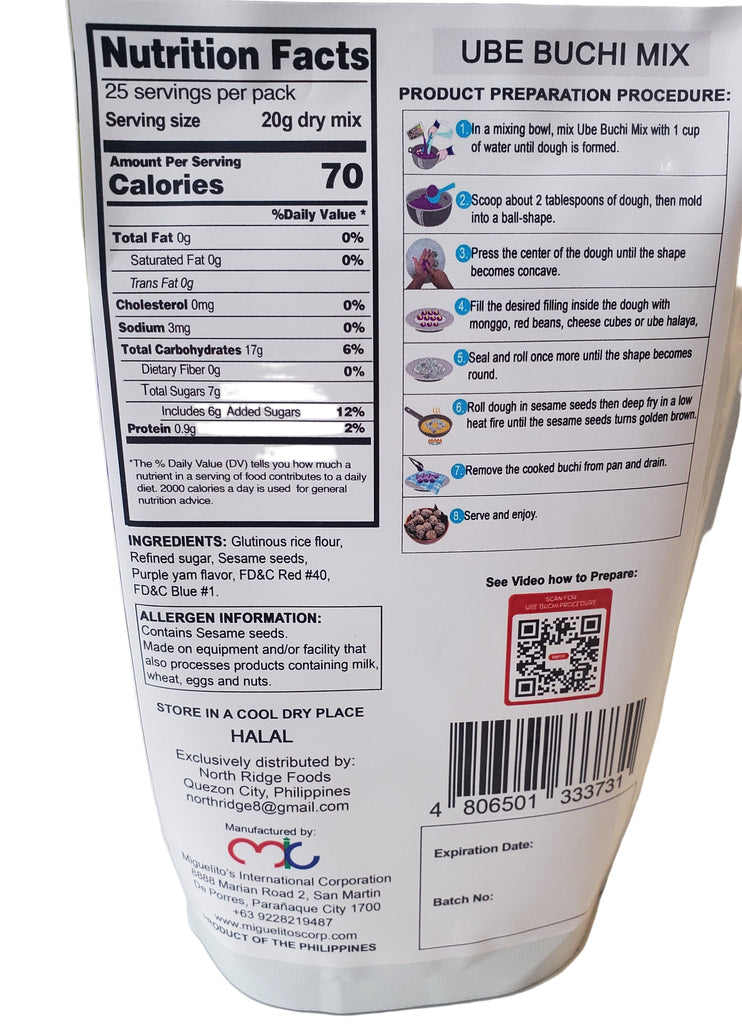 Nutrition Facts
25 servings per pack
Serving size 20g dry mix
Amount Per Serving
Calories 70
%Daily Value *
Total Fat 0g 0%
Saturated Fat 0g 0%
Trans Fat 0g
Cholesterol 0mg 0%
Sodium 3mg 0%
Total Carbohydrates 17g 6%
Dietary Fiber 0g 0%
Total Sugars 7g
Includes 6g Added Sugars 12%
Protein 0.9g 2%
*The % Daily Value (DV) tells you how much a
nutrient in a serving of food contributes to a daily
diet. 2000 calories a day is used for general
nutrition advice.
INGREDIENTS: Glutinous rice flour,
Refined sugar, Sesame seeds,
Purple yam flavor, FD&C Red #40,
FD&C Blue #1.
ALLERGEN INFORMATION:
Contains Sesame seeds.
Made on equipment and/or facility that
also processes products containing milk,
wheat, eggs and nuts.
STORE IN A COOL DRY PLACE
HALAL
Exclusively distributed by:
North Ridge Foods
Quezon City, Philippines
northridge8@gmail.com
Manufactured by:
mic
Miguelito's International Corporation
8888 Marian Road 2, San Martin
De Porres, Parañaque City 1700
+63 9228219487
www.miguelitoscorp.com
PRODUCT OF THE PHILIPPINES
UBE BUCHI MIX
PRODUCT PREPARATION PROCEDURE:
1. In a mixing bowl, mix Ube Buchi Mix with 1 cup
of water until dough is formed.
2. Scoop about 2 tablespoons of dough, then mold
into a ball-shape.
3. Press the center of the dough until the shape
becomes concave.
4. Fill the desired filling inside the dough with
monggo, red beans, cheese cubes or ube halaya,
5. Seal and roll once more until the shape becomes
round.
6. Roll dough in sesame seeds then deep fry in a low
heat fire until the sesame seeds turns golden brown.
7. Remove the cooked buchi from pan and drain.
8. Serve and enjoy.
See Video how to Prepare:
SCAN FOR
UBE BUCHI PROCEDURE
4 806501 333731
Expiration Date:
Batch No: